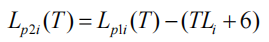 L_{p2i}(T) = L_{p1i}(T) − (TL_i + 6)